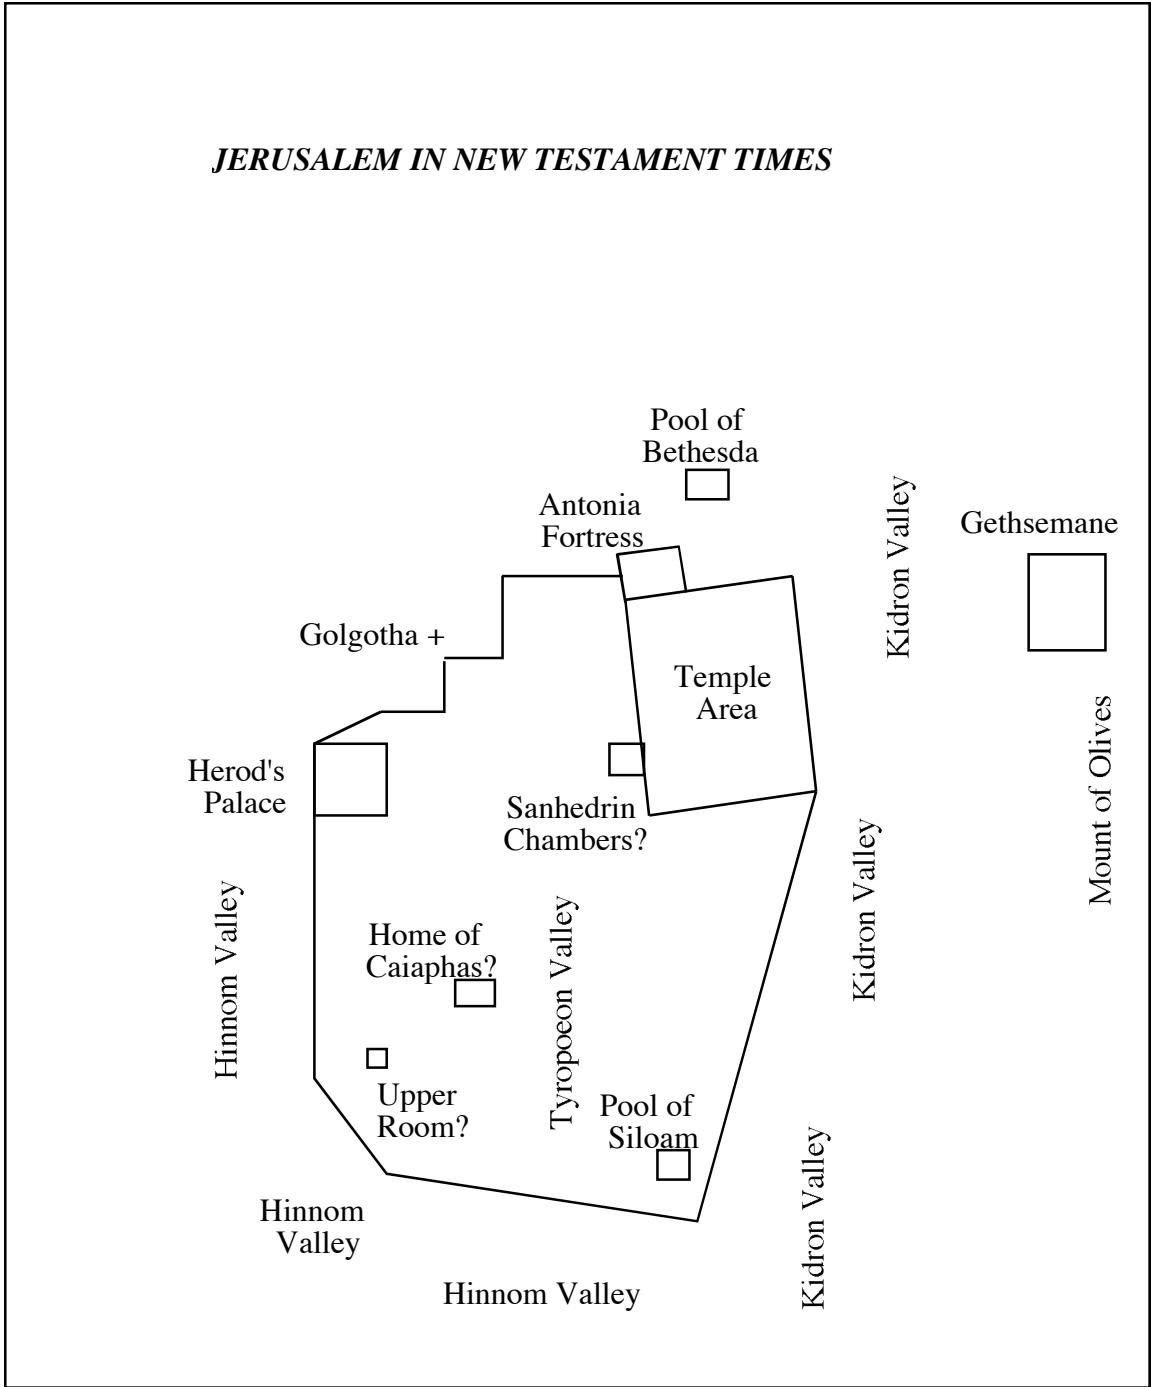 JERUSALEM IN NEW TESTAMENT TIMES
Pool of
Bethesda
Antonia
Fortress
Kidron Valley
Gethsemane
Golgotha +
Temple
Area
Mount of Olives
Herod's
Palace
Sanhedrin
Chambers?
Kidron Valley
Hinnom Valley
Home of
Caiaphas?
Tyropoeon Valley
Upper
Room?
Pool of
Siloam
Kidron Valley
Hinnom
Valley
Hinnom Valley